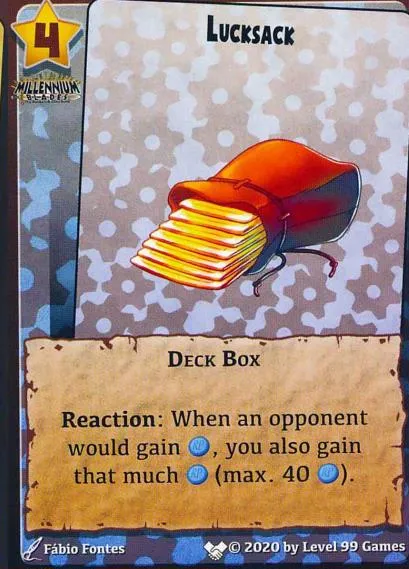 4
MILLENNIUM
BLADES
LUCKSACK
DECK BOX
Reaction: When an opponent
would gain , you also gain
that much (max. 40 ).
Fábio Fontes
© 2020 by Level 99 Games